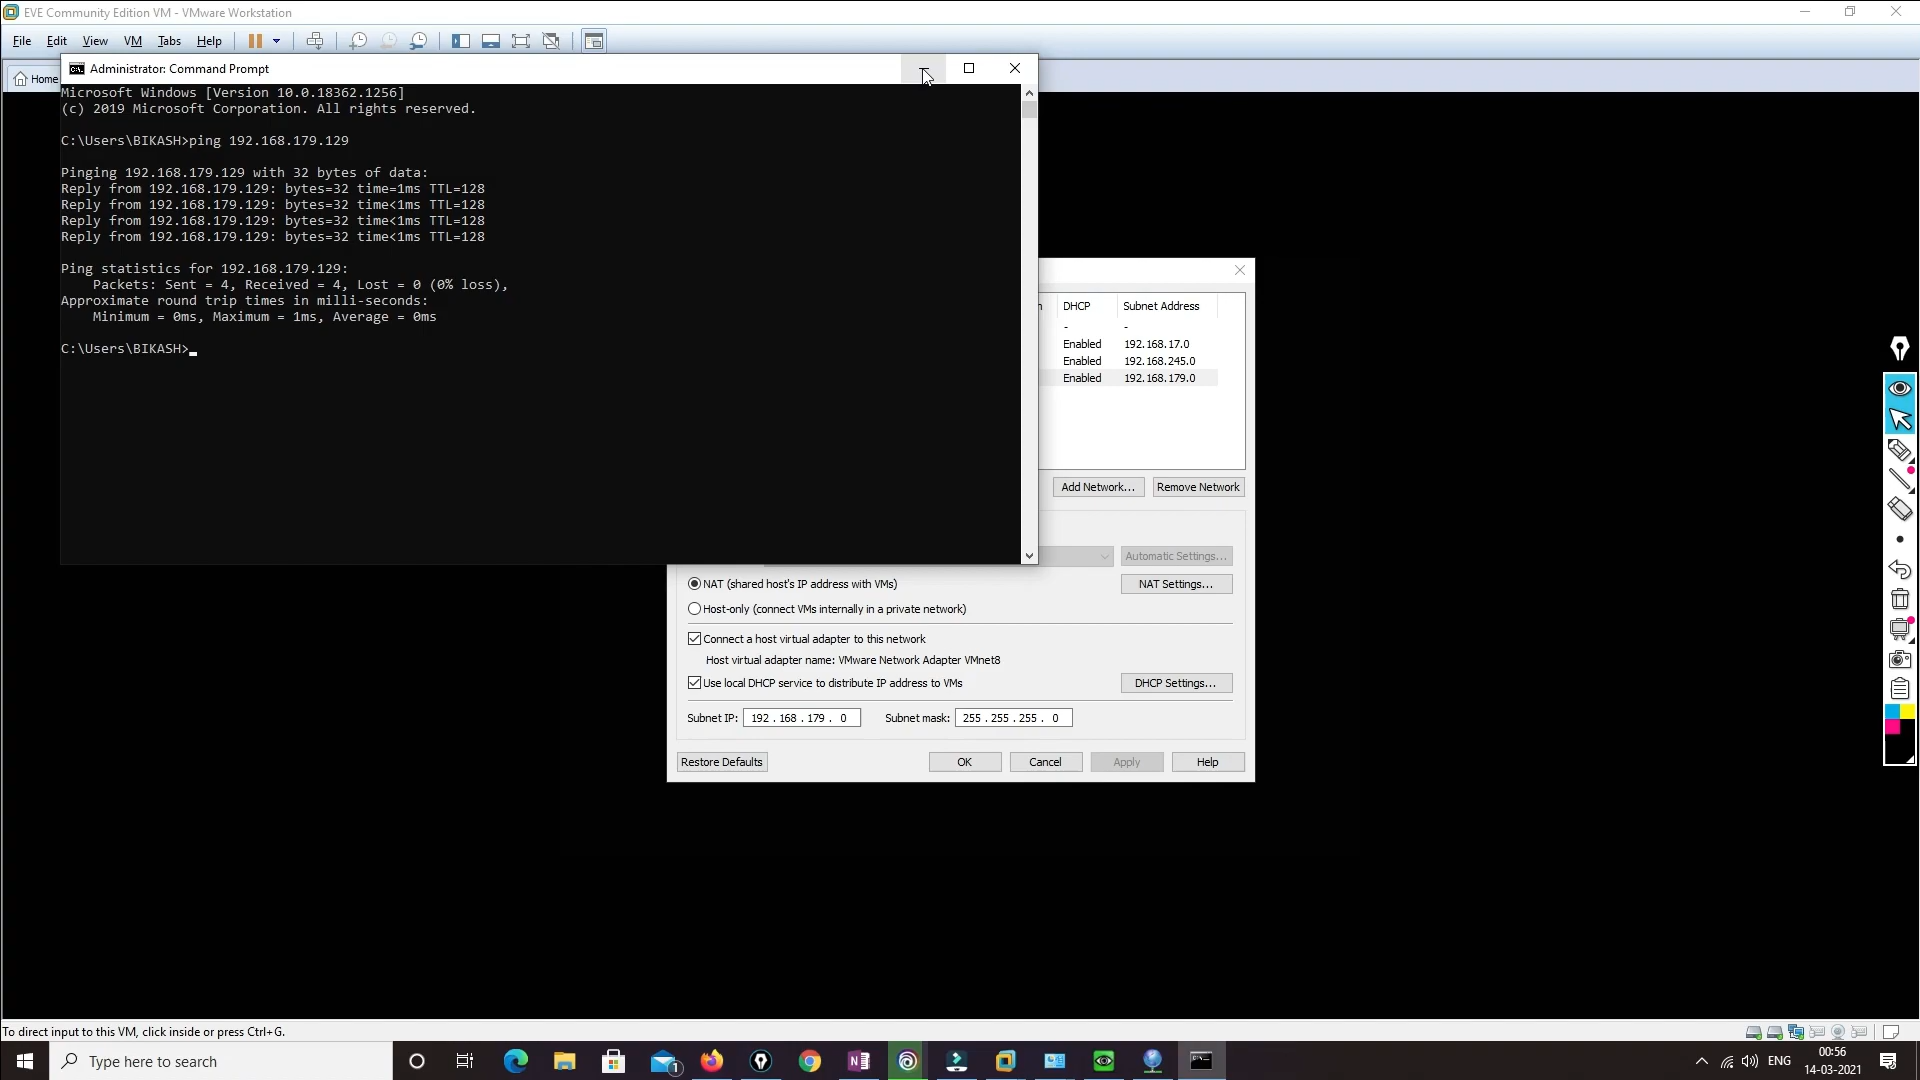 EVE Community Edition VM - VMware Workstation
File Edit View VM Tabs Help
Home
Administrator: Command Prompt
Microsoft Windows [Version 10.0.18362.1256]
(c) 2019 Microsoft Corporation. All rights reserved.
C:\Users\BIKASH>ping 192.168.179.129
Pinging 192.168.179.129 with 32 bytes of data:
Reply from 192.168.179.129: bytes=32 time=1ms TTL=128
Reply from 192.168.179.129: bytes=32 time<1ms TTL=128
Reply from 192.168.179.129: bytes=32 time<1ms TTL=128
Reply from 192.168.179.129: bytes=32 time<1ms TTL=128
Ping statistics for 192.168.179.129:
Packets: Sent = 4, Received = 4, Lost = 0 (0% loss),
Approximate round trip times in milli-seconds:
Minimum = 0ms, Maximum = 1ms, Average = 0ms
C:\Users\BIKASH>
DHCP Subnet Address
- -
Enabled 192.168.17.0
Enabled 192.168.245.0
Enabled 192.168.179.0
Add Network... Remove Network
Automatic Settings...
NAT (shared host's IP address with VMs) NAT Settings...
Host-only (connect VMs internally in a private network)
Connect a host virtual adapter to this network
Host virtual adapter name: VMware Network Adapter VMnet8
Use local DHCP service to distribute IP address to VMs DHCP Settings...
Subnet IP: 192 . 168 . 179 . 0 Subnet mask: 255 . 255 . 255 . 0
Restore Defaults OK Cancel Apply Help
To direct input to this VM, click inside or press Ctrl+G.
Type here to search
1
ENG
00:56
14-03-2021